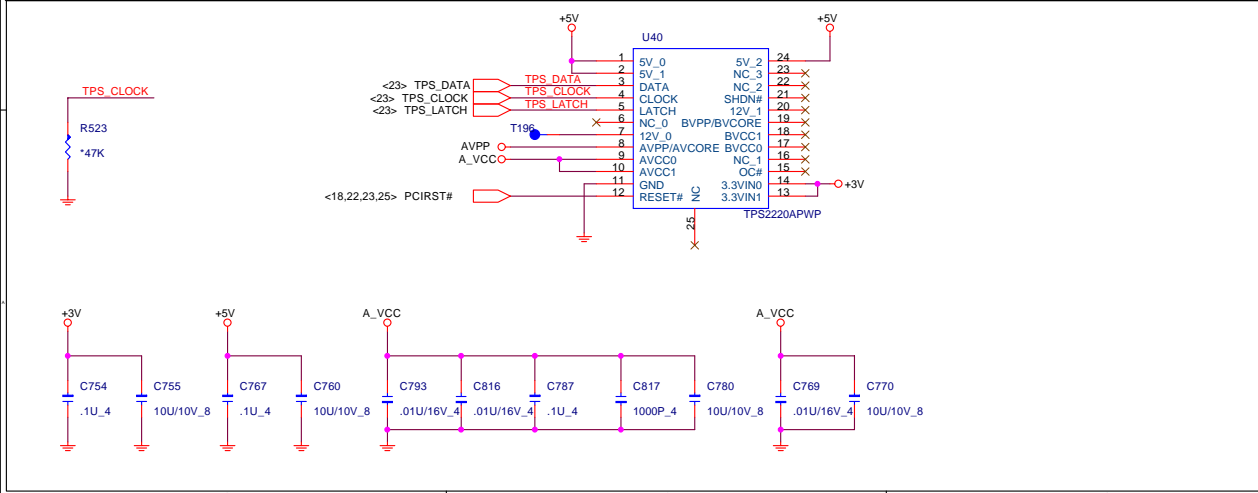 +5V
+5V
U40
1 5V_0 5V_2 24
2 5V_1 NC_3 23
<23> TPS_DATA TPS_DATA 3 DATA NC_2 22
TPS_CLOCK
<23> TPS_CLOCK TPS_CLOCK 4 CLOCK SHDN# 21
<23> TPS_LATCH TPS_LATCH 5 LATCH 12V_1 20
6 NC_0 BVPP/BVCORE 19
R523
T196 7 12V_0 BVCC1 18
AVPP 8 AVPP/AVCORE BVCC0 17
*47K
A_VCC 9 AVCC0 NC_1 16
10 AVCC1 OC# 15
11 GND 3.3VIN0 14 +3V
<18,22,23,25> PCIRST# 12 RESET# NC 3.3VIN1 13
TPS2220APWP
25
+3V
+5V
A_VCC
A_VCC
C754 C755 C767 C760 C793 C816 C787 C817 C780 C769 C770
.1U_4 10U/10V_8 .1U_4 10U/10V_8 .01U/16V_4 .01U/16V_4 .1U_4 1000P_4 10U/10V_8 .01U/16V_4 10U/10V_8
A